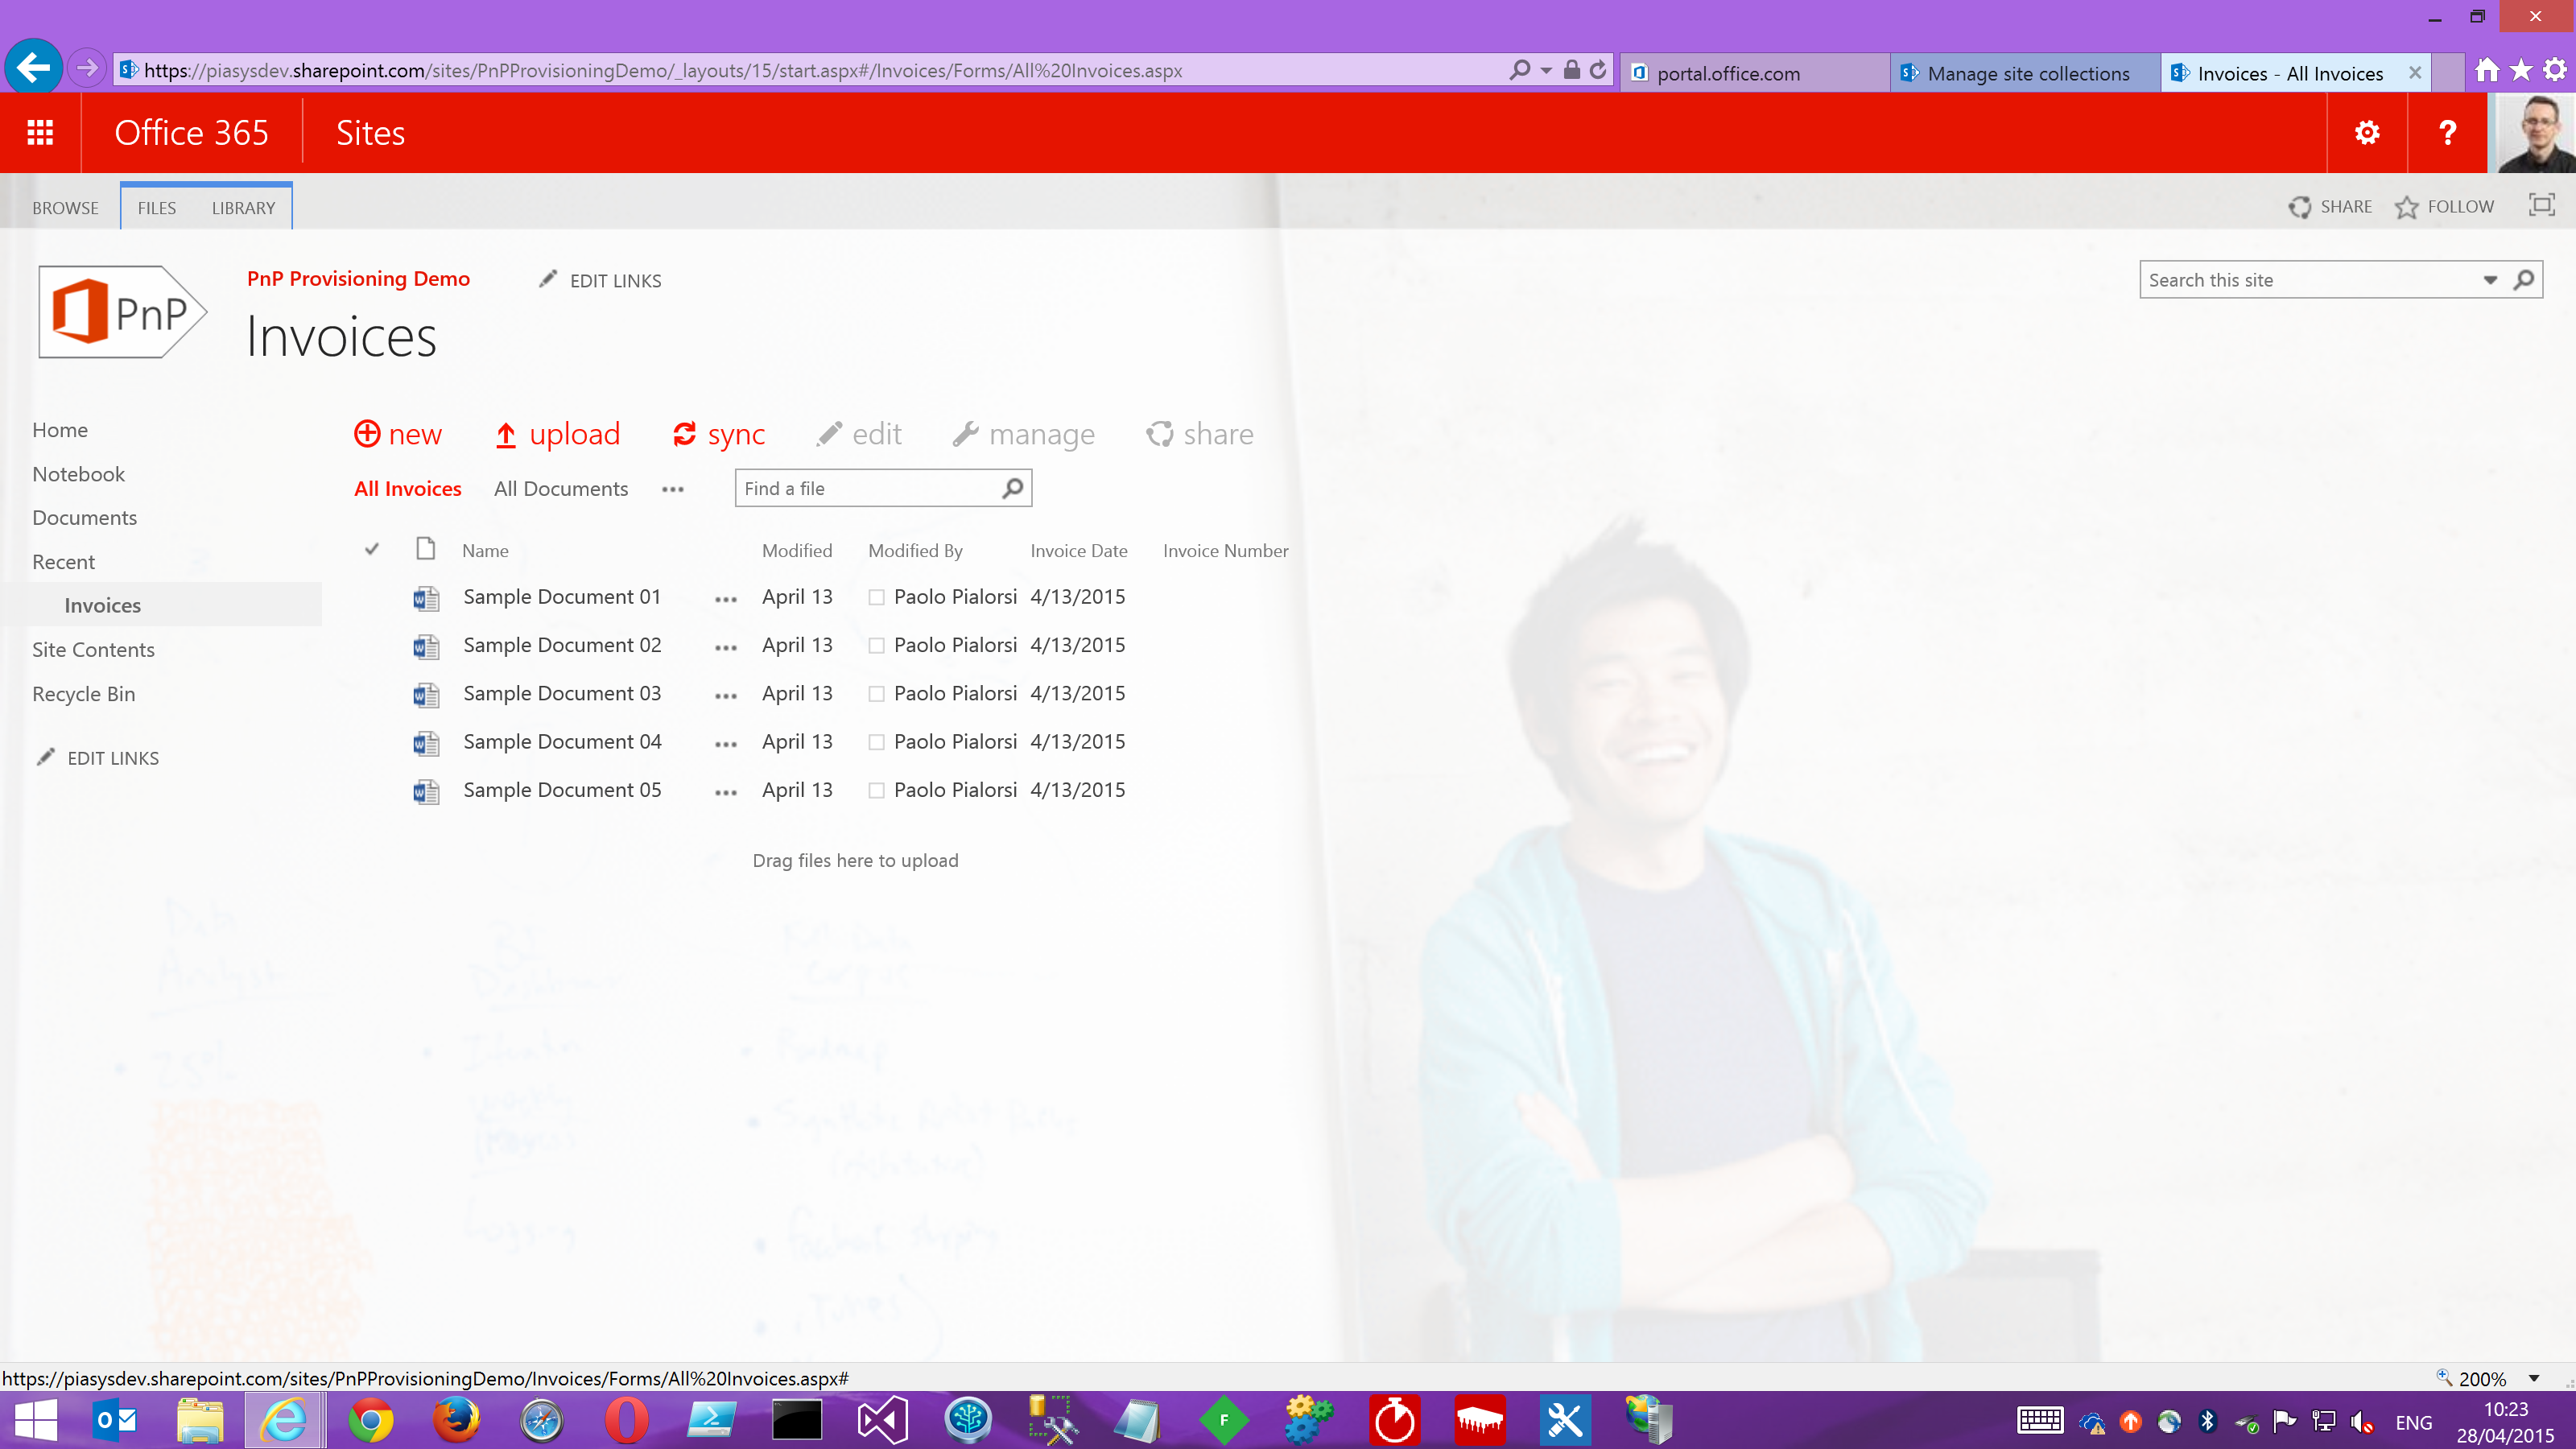 https://piasysdev.sharepoint.com/sites/PnPProvisioningDemo/_layouts/15/start.aspx#/Invoices/Forms/All%20Invoices.aspx
portal.office.com
Manage site collections
Invoices - All Invoices
Office 365
Sites
?
BROWSE
FILES
LIBRARY
SHARE
FOLLOW
PnP
PnP Provisioning Demo
EDIT LINKS
Search this site
Invoices
Home
Notebook
Documents
Recent
Invoices
Site Contents
Recycle Bin
EDIT LINKS
new upload sync edit manage share
All Invoices All Documents ••• Find a file
Name Modified Modified By Invoice Date Invoice Number
Sample Document 01 ••• April 13 Paolo Pialorsi 4/13/2015
Sample Document 02 ••• April 13 Paolo Pialorsi 4/13/2015
Sample Document 03 ••• April 13 Paolo Pialorsi 4/13/2015
Sample Document 04 ••• April 13 Paolo Pialorsi 4/13/2015
Sample Document 05 ••• April 13 Paolo Pialorsi 4/13/2015
Drag files here to upload
https://piasysdev.sharepoint.com/sites/PnPProvisioningDemo/Invoices/Forms/All%20Invoices.aspx#
200%
ENG
10:23
28/04/2015